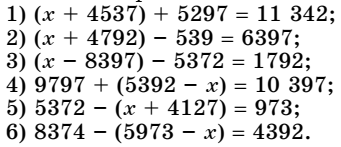 1) (x + 4537) + 5297 = 11 342;
2) (x + 4792) − 539 = 6397;
3) (x − 8397) − 5372 = 1792;
4) 9797 + (5392 − x) = 10 397;
5) 5372 − (x + 4127) = 973;
6) 8374 − (5973 − x) = 4392.